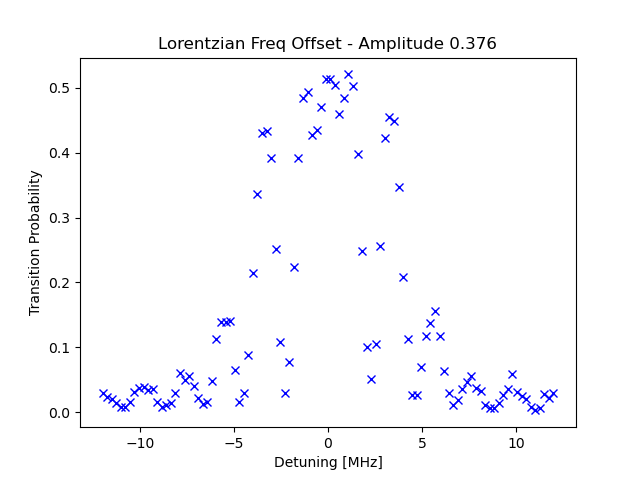 Lorentzian Freq Offset - Amplitude 0.376
Transition Probability
0.5
0.4
0.3
0.2
0.1
0.0
−10 −5 0 5 10
Detuning [MHz]